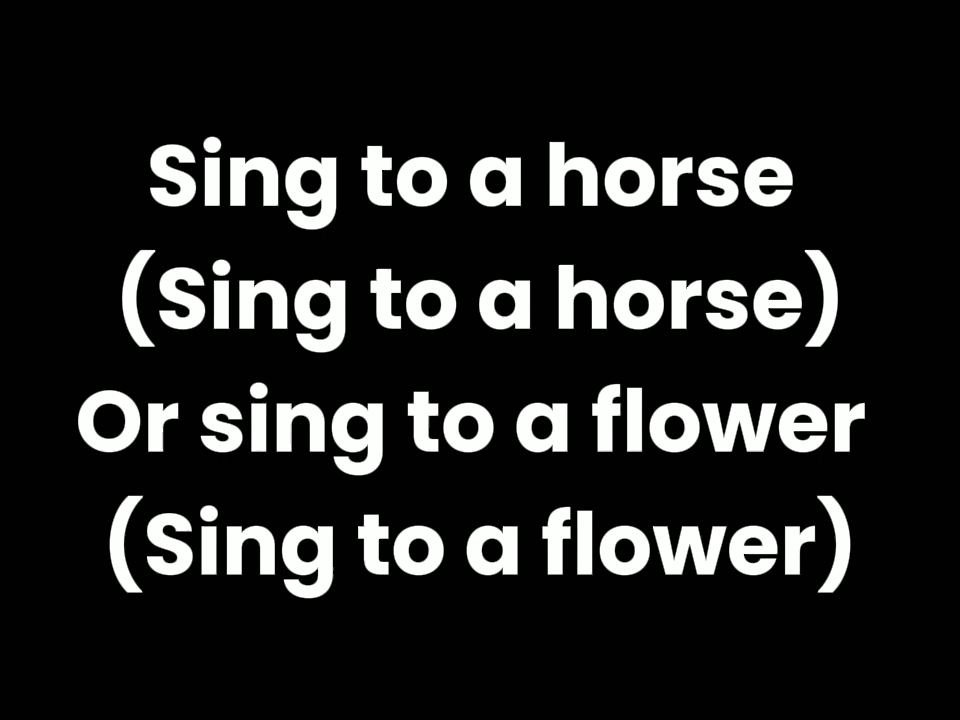 Sing to a horse
(Sing to a horse)
Or sing to a flower
(Sing to a flower)